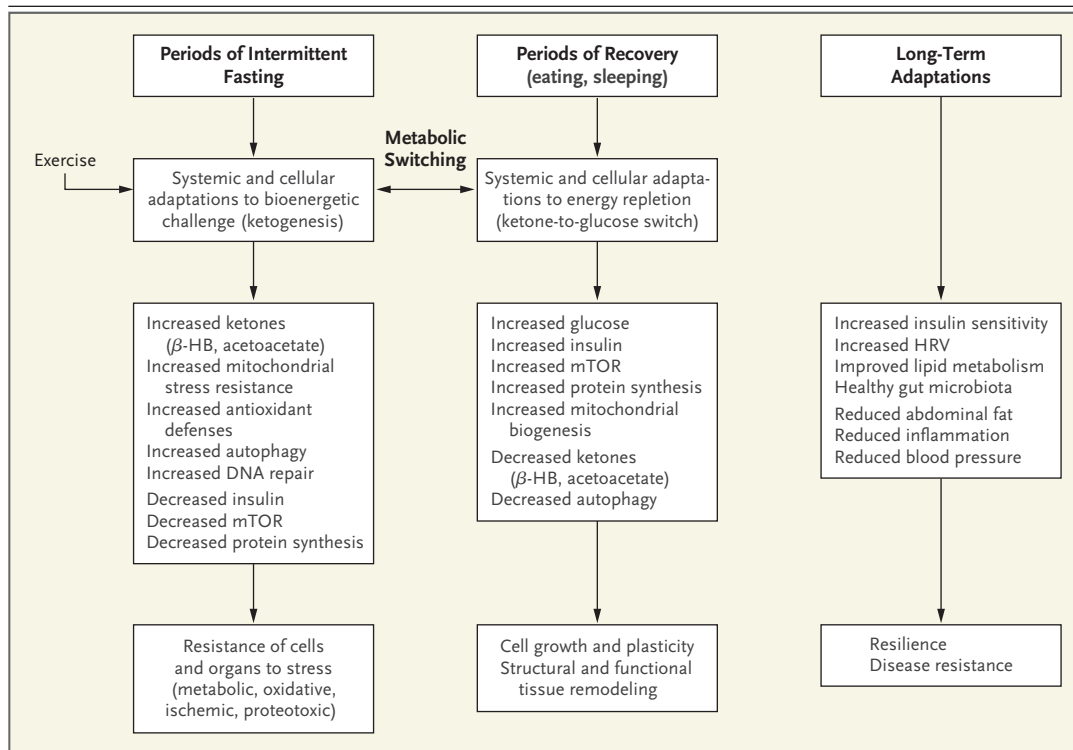 Periods of Intermittent
Fasting
Exercise
Systemic and cellular
adaptations to bioenergetic
challenge (ketogenesis)
Increased ketones
(β-HB, acetoacetate)
Increased mitochondrial
stress resistance
Increased antioxidant
defenses
Increased autophagy
Increased DNA repair
Decreased insulin
Decreased mTOR
Decreased protein synthesis
Resistance of cells
and organs to stress
(metabolic, oxidative,
ischemic, proteotoxic)
Metabolic
Switching
Periods of Recovery
(eating, sleeping)
Systemic and cellular adapta-
tions to energy repletion
(ketone-to-glucose switch)
Increased glucose
Increased insulin
Increased mTOR
Increased protein synthesis
Increased mitochondrial
biogenesis
Decreased ketones
(β-HB, acetoacetate)
Decreased autophagy
Cell growth and plasticity
Structural and functional
tissue remodeling
Long-Term
Adaptations
Increased insulin sensitivity
Increased HRV
Improved lipid metabolism
Healthy gut microbiota
Reduced abdominal fat
Reduced inflammation
Reduced blood pressure
Resilience
Disease resistance